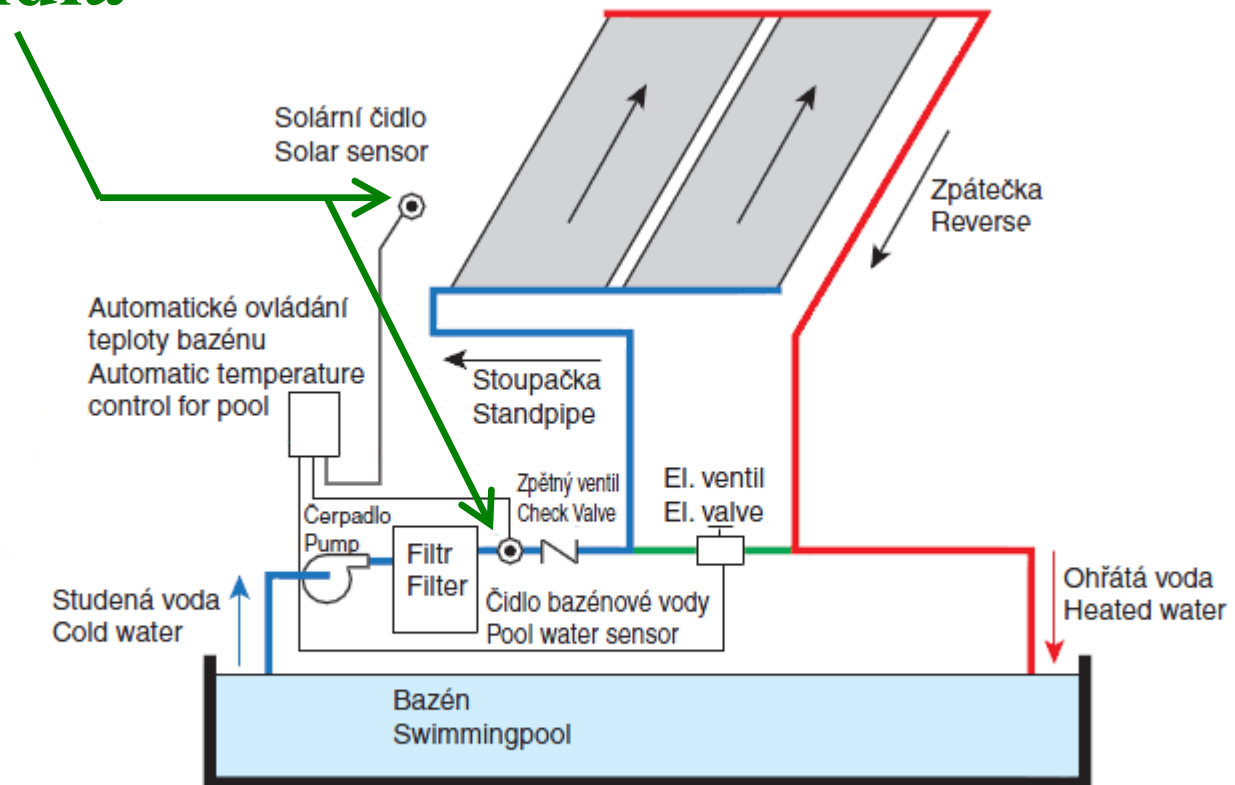 Solární čidlo
Solar sensor
Zpátečka
Reverse
Automatické ovládání
teploty bazénu
Automatic temperature
control for pool
Stoupačka
Standpipe
Zpětný ventil
Check Valve
El. ventil
El. valve
Čerpadlo
Pump
Filtr
Filter
Čidlo bazénové vody
Pool water sensor
Studená voda
Cold water
Ohřátá voda
Heated water
Bazén
Swimmingpool